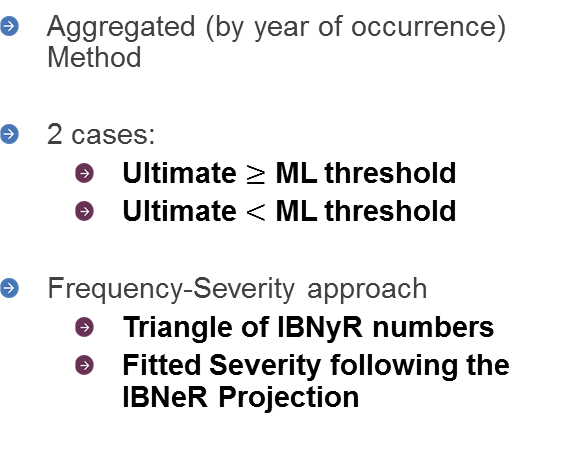 Aggregated (by year of occurrence)
Method
2 cases:
Ultimate ≥ ML threshold
Ultimate < ML threshold
Frequency-Severity approach
Triangle of IBNyR numbers
Fitted Severity following the
IBNeR Projection